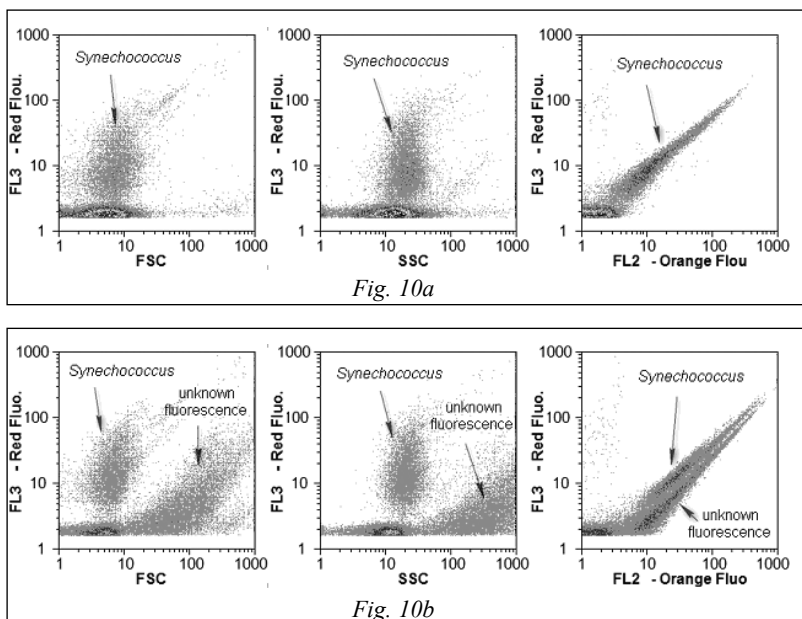 1000
Synechococcus
100
FL3 - Red Flou.
10
1
1 10 100 1000
FSC
1000
Synechococcus
100
FL3 - Red Flou.
10
1
1 10 100 1000
SSC
1000
Synechococcus
100
FL3 - Red Flou.
10
1
1 10 100 1000
FL2 - Orange Flou
Fig. 10a
1000
Synechococcus
unknown
fluorescence
100
FL3 - Red Fluo.
10
1
1 10 100 1000
FSC
1000
Synechococcus
unknown
fluorescence
100
FL3 - Red Fluo.
10
1
1 10 100 1000
SSC
1000
Synechococcus
100
FL3 - Red Fluo.
10
unknown
fluorescence
1
1 10 100 1000
FL2 - Orange Fluo
Fig. 10b